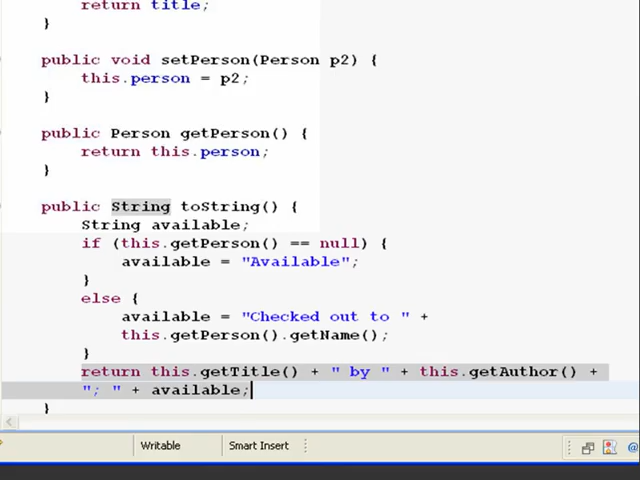 return title;
}
public void setPerson(Person p2) {
this.person = p2;
}
public Person getPerson() {
return this.person;
}
public String toString() {
String available;
if (this.getPerson() == null) {
available = "Available";
}
else {
available = "Checked out to " +
this.getPerson().getName();
}
return this.getTitle() + " by " + this.getAuthor() +
"; " + available;
}
Writable
Smart Insert
@